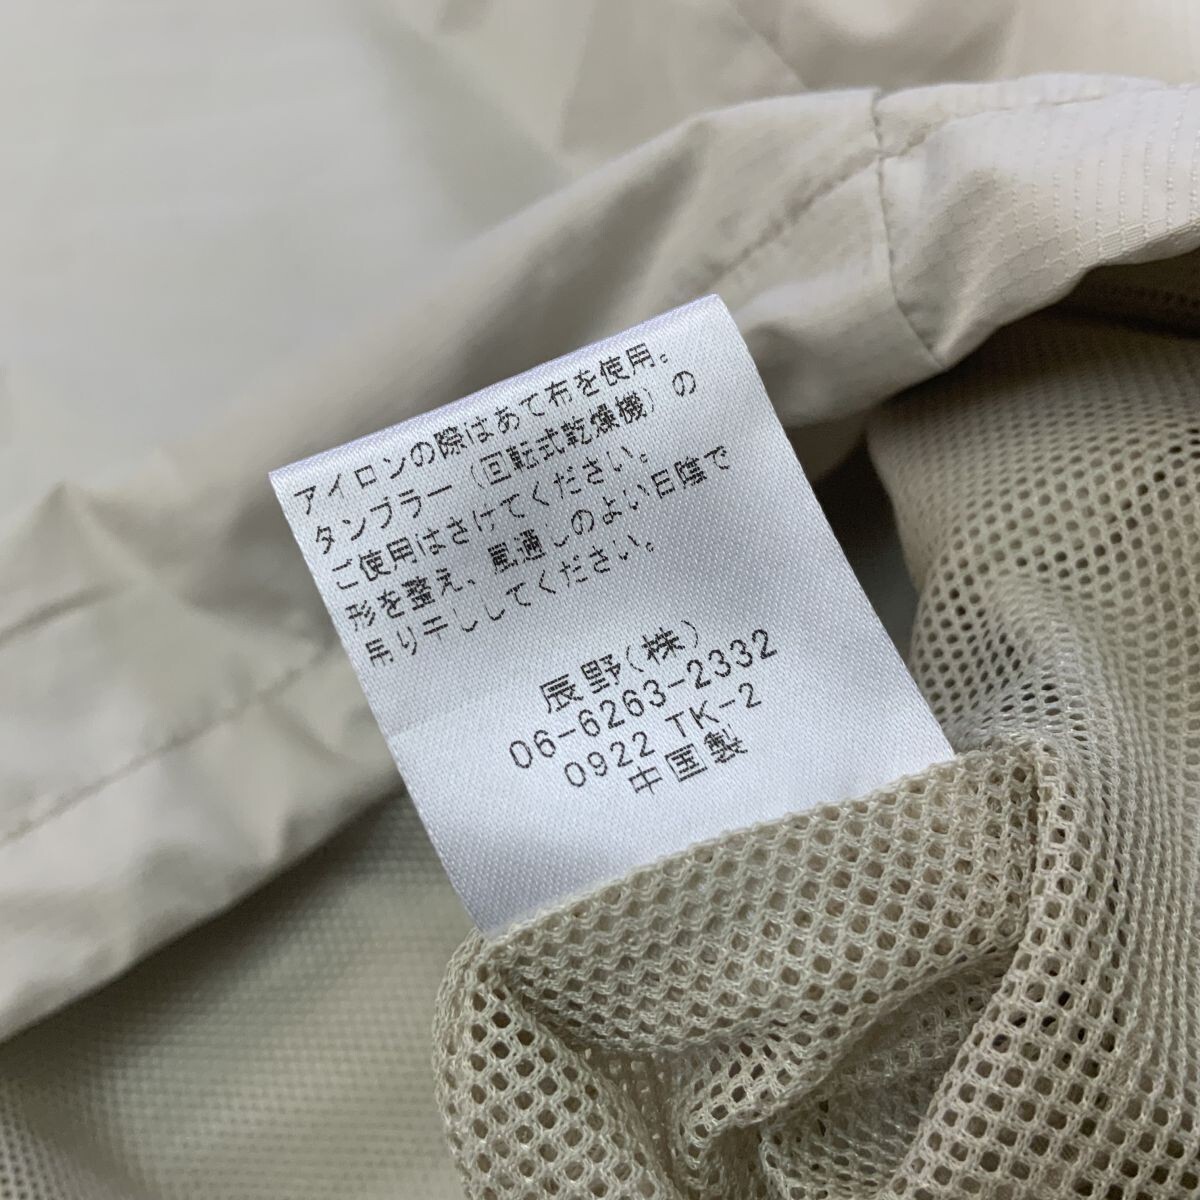 アイロンの際はあて布を使用。
タンブラー(回転式乾燥機)の
ご使用はさけてください。
形を整え、風通しのよい日陰で
吊り干ししてください。
辰野(株)
06-6263-2332
0922 TK-2
中国製